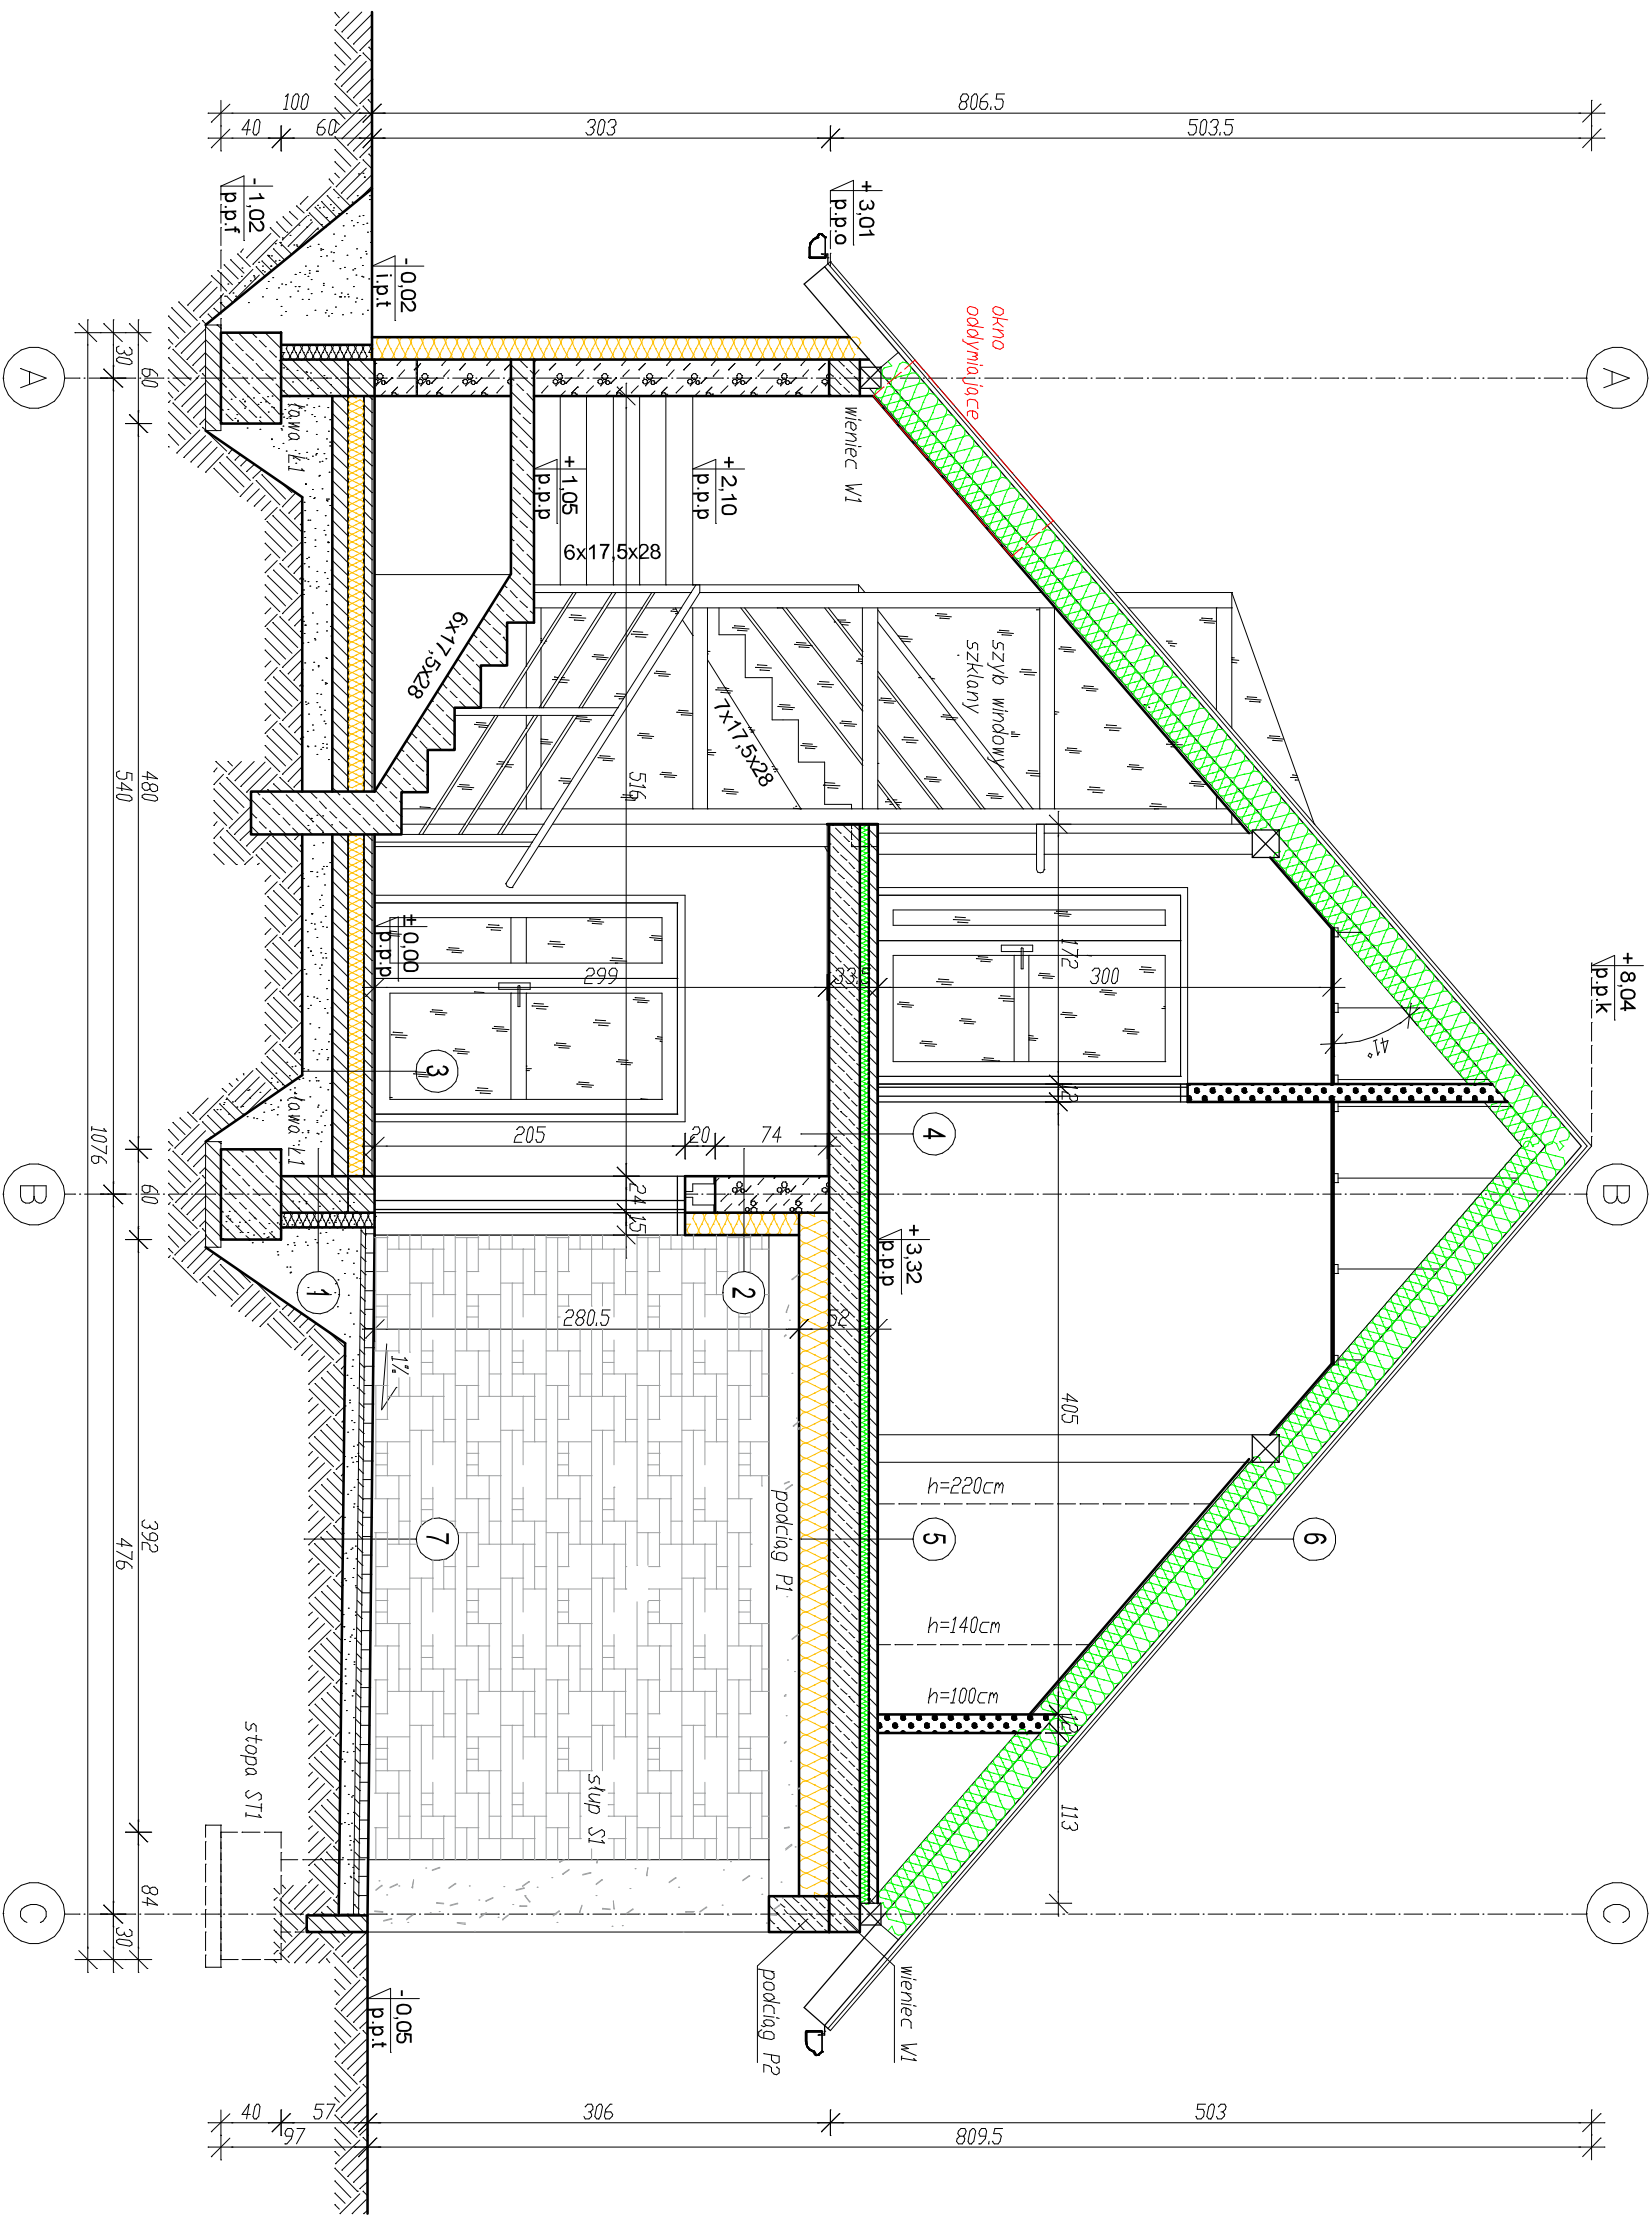 A
B
C
806.5
100
503.5
303
60
40
+ 8,04
p.p.k
+ 3,01
p.p.o
- 0,02
i.p.t
- 1,02
p.p.f
okno
oddymiające
wieniec W1
+ 2,10
p.p.p
+ 1,05
p.p.p
6x17,5x28
6x17,5x28
7x17,5x28
szyb windowy
szklany
516
ława Ł1
± 0,00
p.p.p
299
33.5
300
172
41°
12
3
4
205
20
74
24
15
ława Ł1
1
2
+ 3,32
p.p.p
280.5
52
1%
405
h=220cm
h=140cm
h=100cm
5
6
7
podciąg P1
słup S1
stopa ST1
12
113
wieniec W1
podciąg P2
- 0,05
p.p.t
503
306
57
40
809.5
97
30
60
480
60
392
84
30
540
476
1076
A
B
C